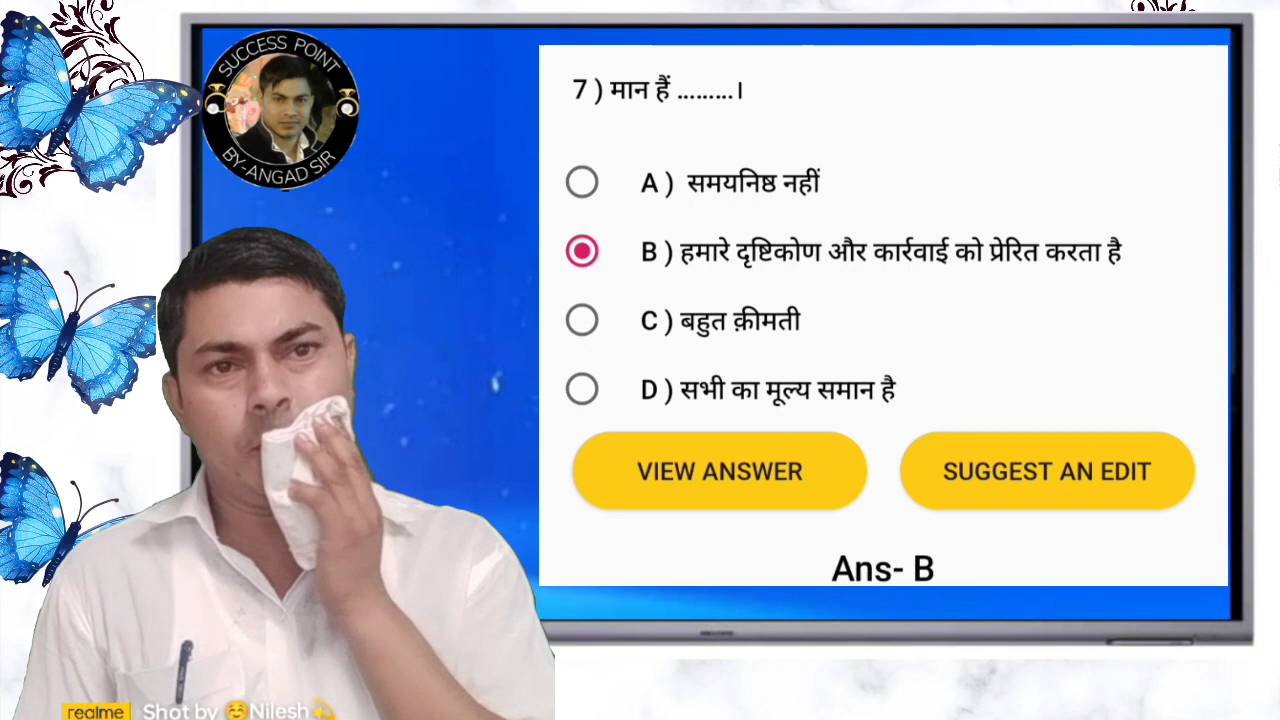 SUCCESS POINT
BY-ANGAD SIR
7 ) मान हैं .........।
A ) समयनिष्ठ नहीं
B ) हमारे दृष्टिकोण और कार्रवाई को प्रेरित करता है
C ) बहुत क़ीमती
D ) सभी का मूल्य समान है
VIEW ANSWER
SUGGEST AN EDIT
Ans- B
realme
Shot by ☺️Nilesh💫